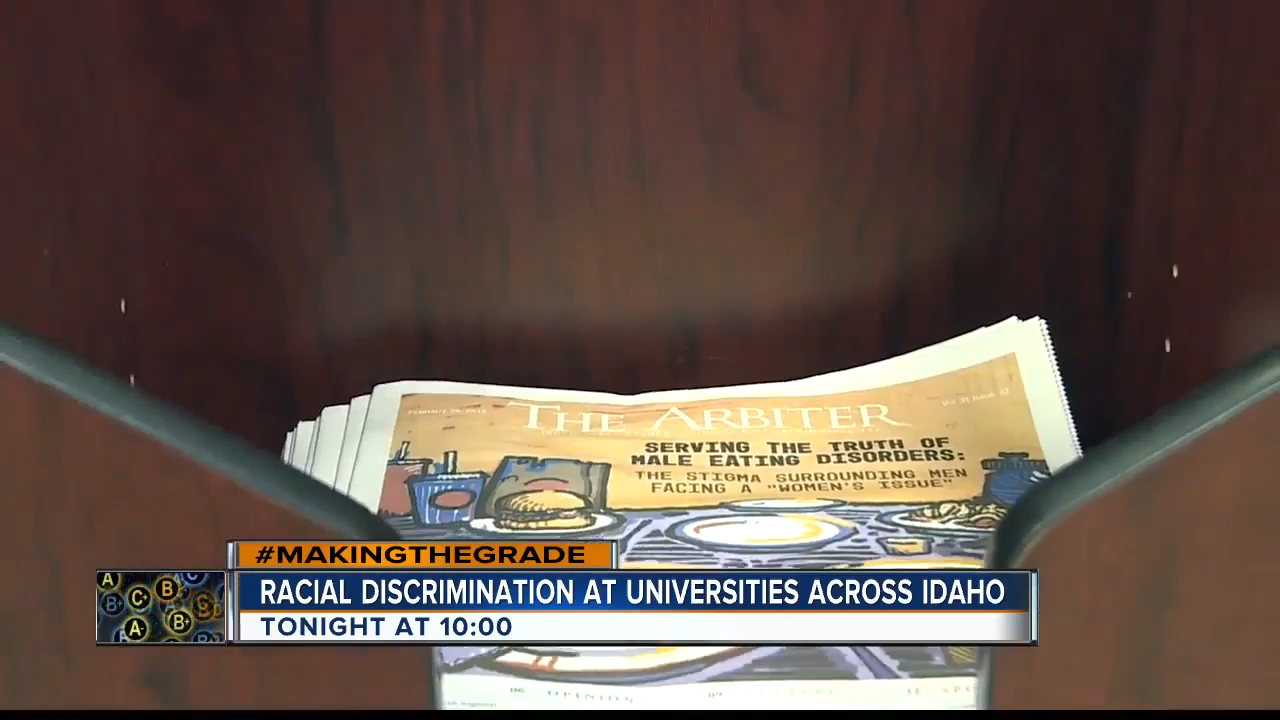 THE ARBITER
SERVING THE TRUTH OF
MALE EATING DISORDERS:
THE STIGMA SURROUNDING MEN
FACING A "WOMEN'S ISSUE"
#MAKINGTHEGRADE
RACIAL DISCRIMINATION AT UNIVERSITIES ACROSS IDAHO
TONIGHT AT 10:00
A
B+
C+
B
A-
B+
OPINION